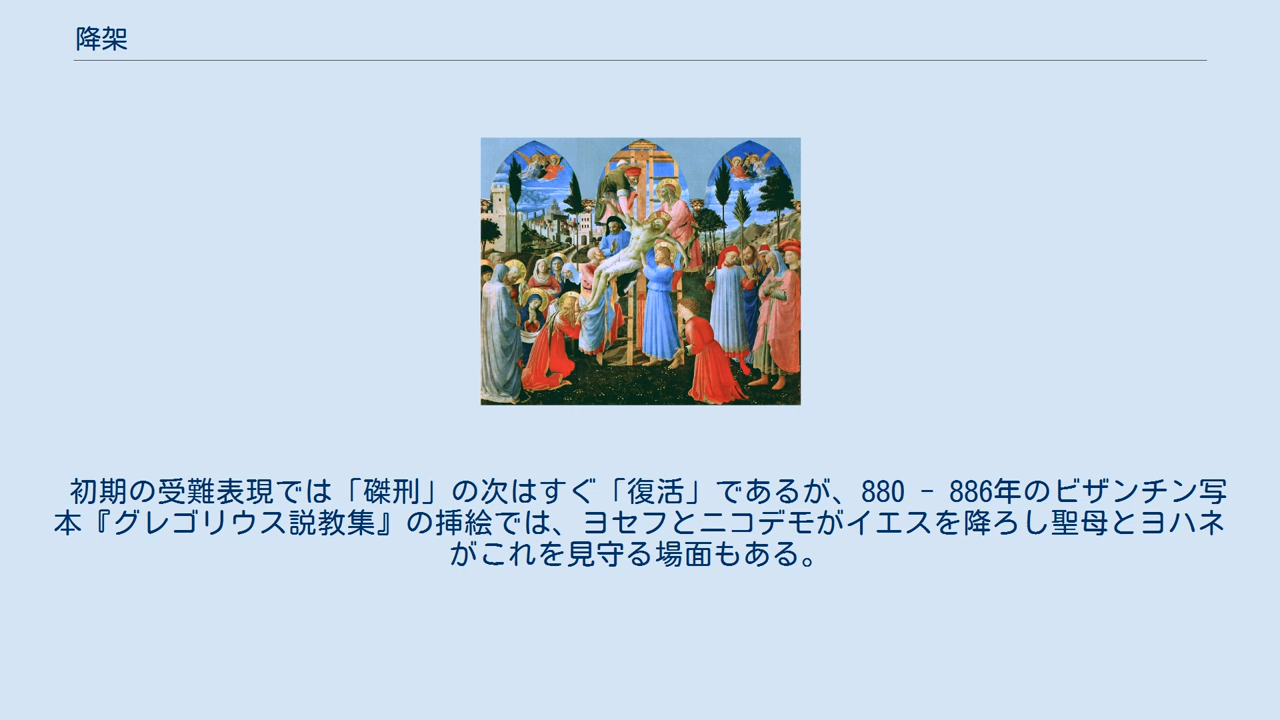 降架
初期の受難表現では「磔刑」の次はすぐ「復活」であるが、880 - 886年のビザンチン写
本『グレゴリウス説教集』の挿絵では、ヨセフとニコデモがイエスを降ろし聖母とヨハネ
がこれを見守る場面もある。